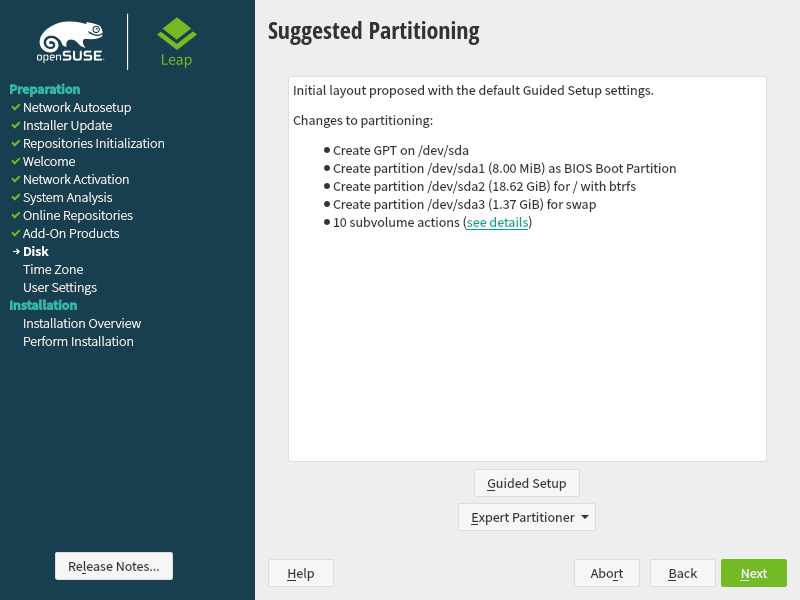 openSUSE
Leap
Preparation
Network Autosetup
Installer Update
Repositories Initialization
Welcome
Network Activation
System Analysis
Online Repositories
Add-On Products
Disk
Time Zone
User Settings
Installation
Installation Overview
Perform Installation
Release Notes...
Suggested Partitioning
Initial layout proposed with the default Guided Setup settings.
Changes to partitioning:
Create GPT on /dev/sda
Create partition /dev/sda1 (8.00 MiB) as BIOS Boot Partition
Create partition /dev/sda2 (18.62 GiB) for / with btrfs
Create partition /dev/sda3 (1.37 GiB) for swap
10 subvolume actions (see details)
Guided Setup
Expert Partitioner
Help
Abort
Back
Next